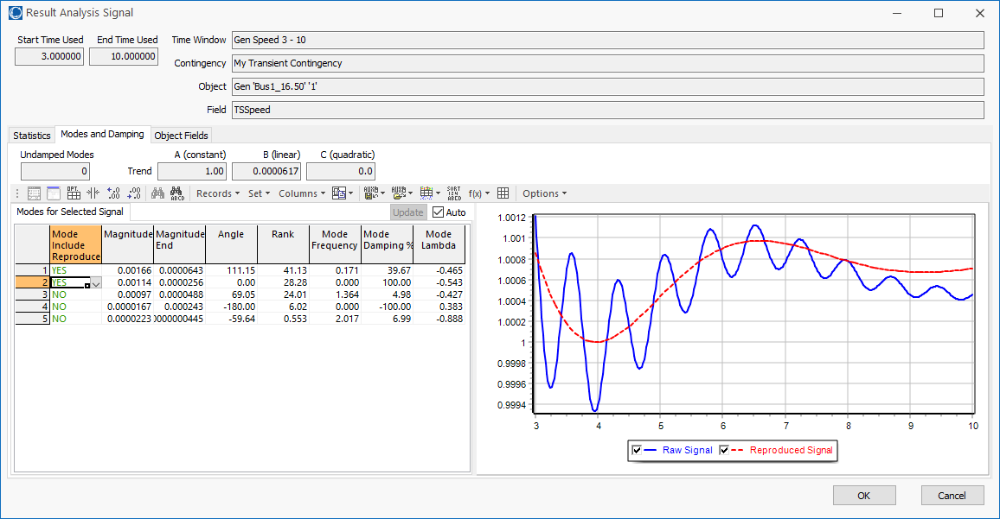 Result Analysis Signal
Start Time Used End Time Used Time Window Gen Speed 3 - 10
3.000000 10.000000
Contingency My Transient Contingency
Object Gen 'Bus1_16.50' '1'
Field TSSpeed
Statistics Modes and Damping Object Fields
Undamped Modes A (constant) B (linear) C (quadratic)
0 Trend 1.00 0.0000617 0.0
Records Set Columns f(x) Options
Modes for Selected Signal Update Auto
Mode Include Reproduce Magnitude Magnitude End Angle Rank Mode Frequency Mode Damping % Mode Lambda
1 YES 0.00166 0.0000643 111.15 41.13 0.171 39.67 -0.465
2 YES 0.00114 0.0000256 0.00 28.28 0.000 100.00 -0.543
3 NO 0.00097 0.0000488 69.05 24.01 1.364 4.98 -0.427
4 NO 0.0000167 0.000243 -180.00 6.02 0.000 -100.00 0.383
5 NO 0.0000223 0000000445 -59.64 0.553 2.017 6.99 -0.888
1.0012
1.001
1.0008
1.0006
1.0004
1.0002
1
0.9998
0.9996
0.9994
3 4 5 6 7 8 9 10
Raw Signal Reproduced Signal
OK Cancel